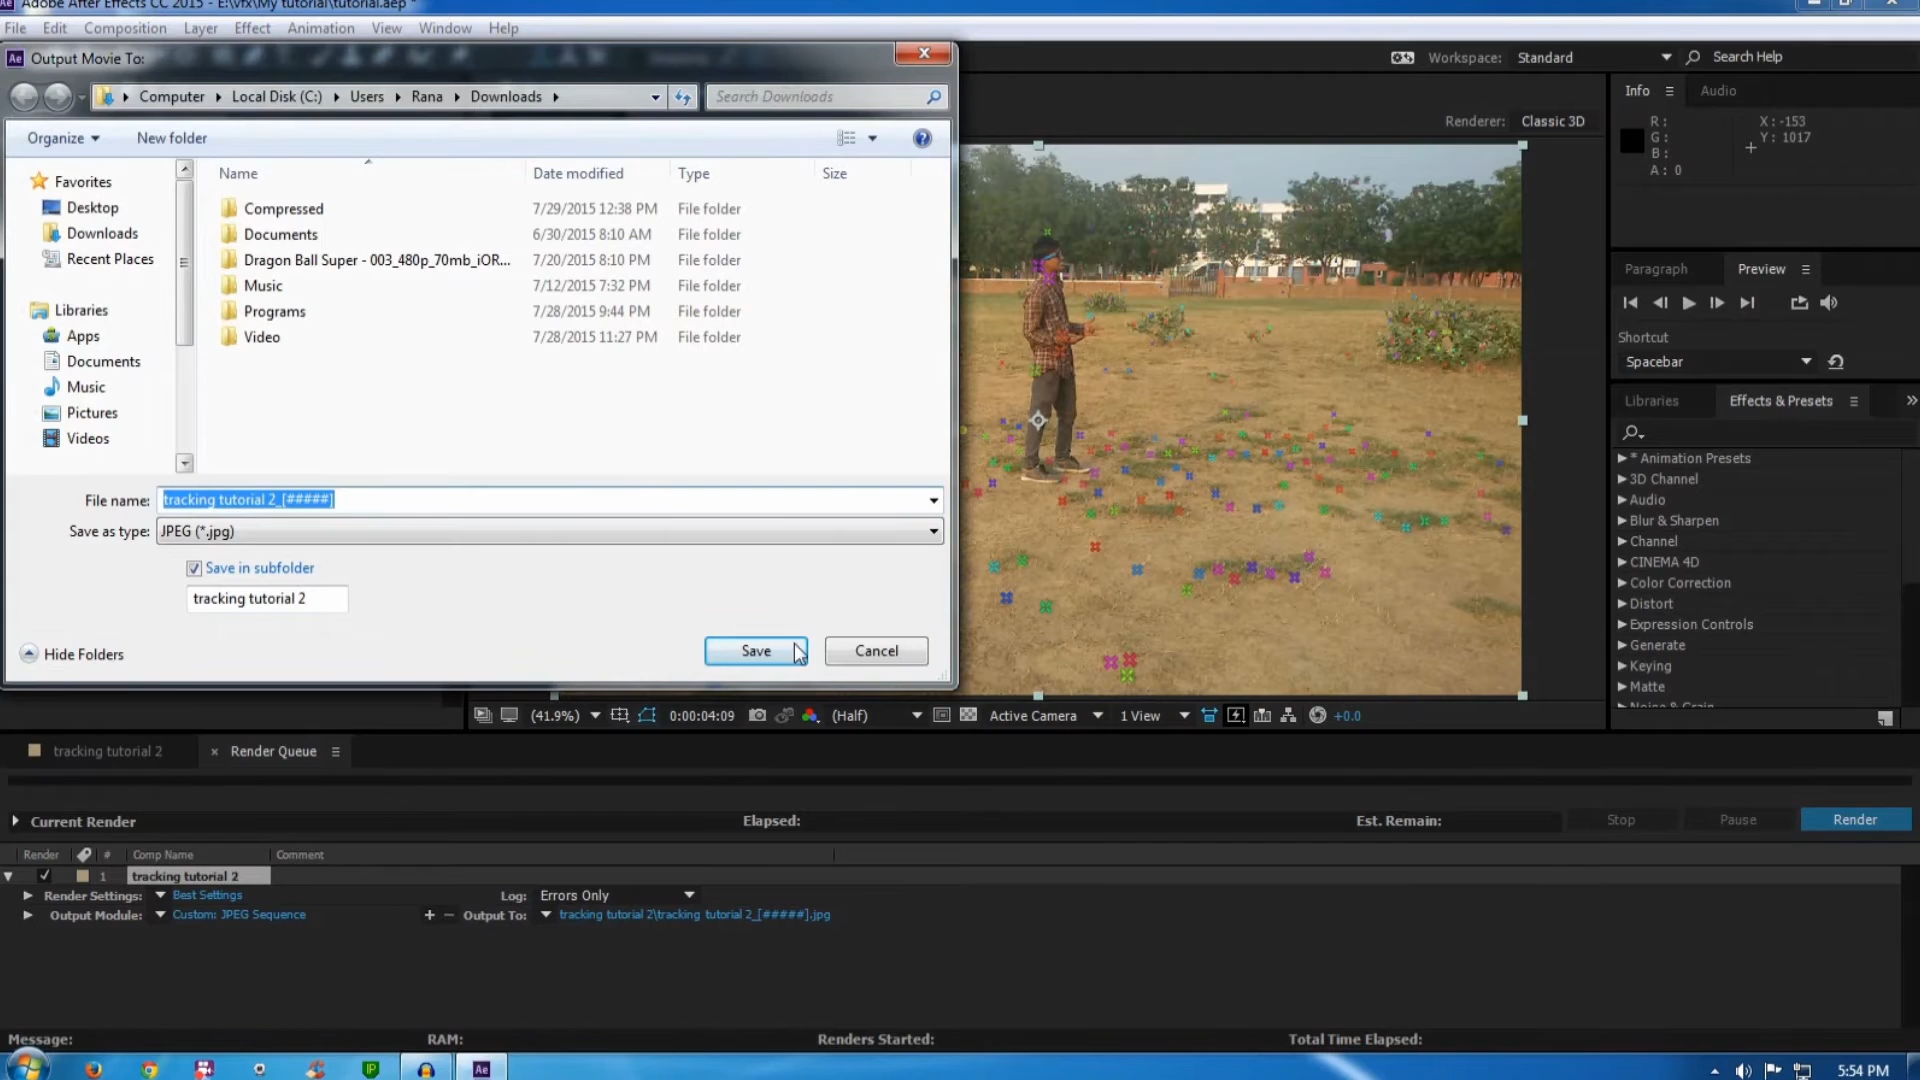 Adobe After Effects CC 2015 - E:\vfx\My tutorial\tutorial.aep *
File Edit Composition Layer Effect Animation View Window Help
Ae Output Movie To:
Workspace: Standard Search Help
Computer Local Disk (C:) Users Rana Downloads Search Downloads
Info Audio
Renderer: Classic 3D
R: X: -153
G: Y: 1017
B:
A: 0
Organize New folder
Name Date modified Type Size
Favorites
Desktop
Downloads
Recent Places
Libraries
Apps
Documents
Music
Pictures
Videos
Compressed 7/29/2015 12:38 PM File folder
Documents 6/30/2015 8:10 AM File folder
Dragon Ball Super - 003_480p_70mb_iOR... 7/20/2015 8:10 PM File folder
Music 7/12/2015 7:32 PM File folder
Programs 7/28/2015 9:44 PM File folder
Video 7/28/2015 11:27 PM File folder
File name: tracking tutorial 2_[#####]
Save as type: JPEG (*.jpg)
Save in subfolder
tracking tutorial 2
Hide Folders Save Cancel
Paragraph Preview
Shortcut
Spacebar
Libraries Effects & Presets
* Animation Presets
3D Channel
Audio
Blur & Sharpen
Channel
CINEMA 4D
Color Correction
Distort
Expression Controls
Generate
Keying
Matte
Noise & Grain
(41.9%) 0:00:04:09 (Half) Active Camera 1 View +0.0
tracking tutorial 2 × Render Queue
Current Render Elapsed: Est. Remain: Stop Pause Render
Render # Comp Name Comment
1 tracking tutorial 2
Render Settings: Best Settings Log: Errors Only
Output Module: Custom: JPEG Sequence Output To: tracking tutorial 2\tracking tutorial 2_[#####].jpg
Message: RAM: Renders Started: Total Time Elapsed:
IP Ae 5:54 PM